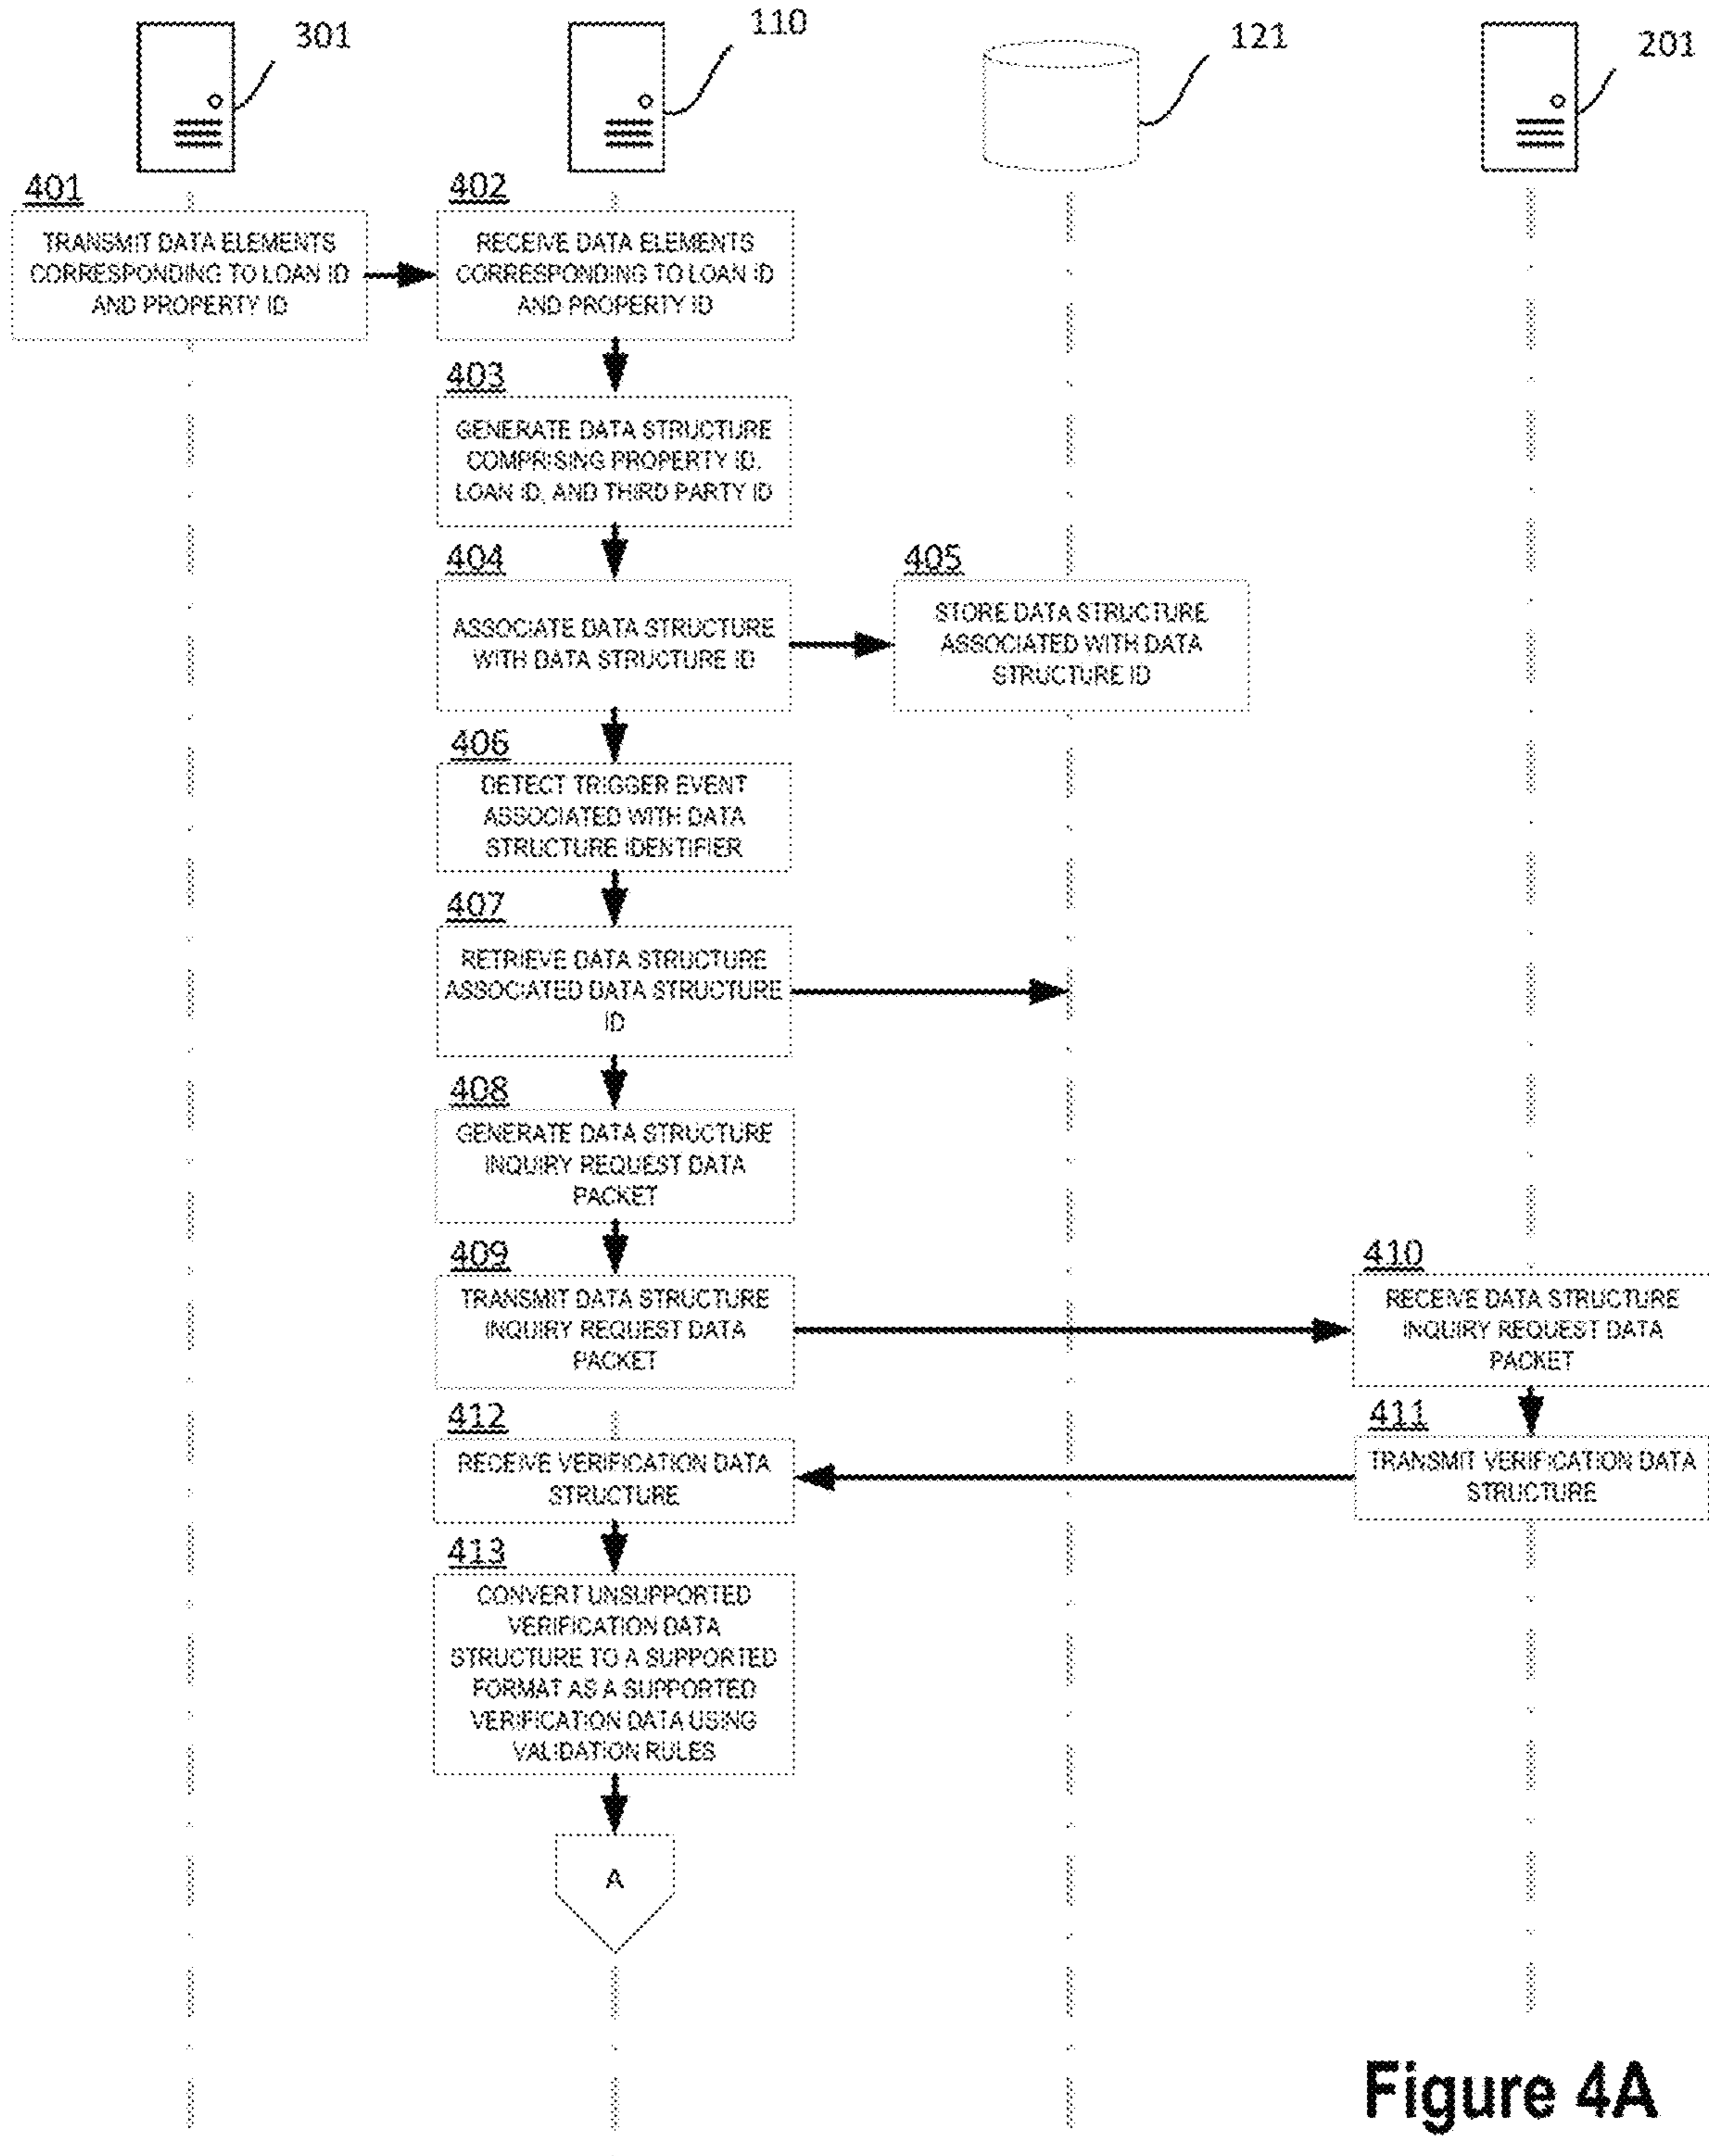 301
110
121
201
401
TRANSMIT DATA ELEMENTS
CORRESPONDING TO LOAN ID
AND PROPERTY ID
402
RECEIVE DATA ELEMENTS
CORRESPONDING TO LOAN ID
AND PROPERTY ID
403
GENERATE DATA STRUCTURE
COMPRISING PROPERTY ID,
LOAN ID, AND THIRD PARTY ID
404
ASSOCIATE DATA STRUCTURE
WITH DATA STRUCTURE ID
405
STORE DATA STRUCTURE
ASSOCIATED WITH DATA
STRUCTURE ID
406
DETECT TRIGGER EVENT
ASSOCIATED WITH DATA
STRUCTURE IDENTIFIER
407
RETRIEVE DATA STRUCTURE
ASSOCIATED DATA STRUCTURE
ID
408
GENERATE DATA STRUCTURE
INQUIRY REQUEST DATA
PACKET
409
TRANSMIT DATA STRUCTURE
INQUIRY REQUEST DATA
PACKET
410
RECEIVE DATA STRUCTURE
INQUIRY REQUEST DATA
PACKET
411
TRANSMIT VERIFICATION DATA
STRUCTURE
412
RECEIVE VERIFICATION DATA
STRUCTURE
413
CONVERT UNSUPPORTED
VERIFICATION DATA
STRUCTURE TO A SUPPORTED
FORMAT AS A SUPPORTED
VERIFICATION DATA USING
VALIDATION RULES
A
Figure 4A